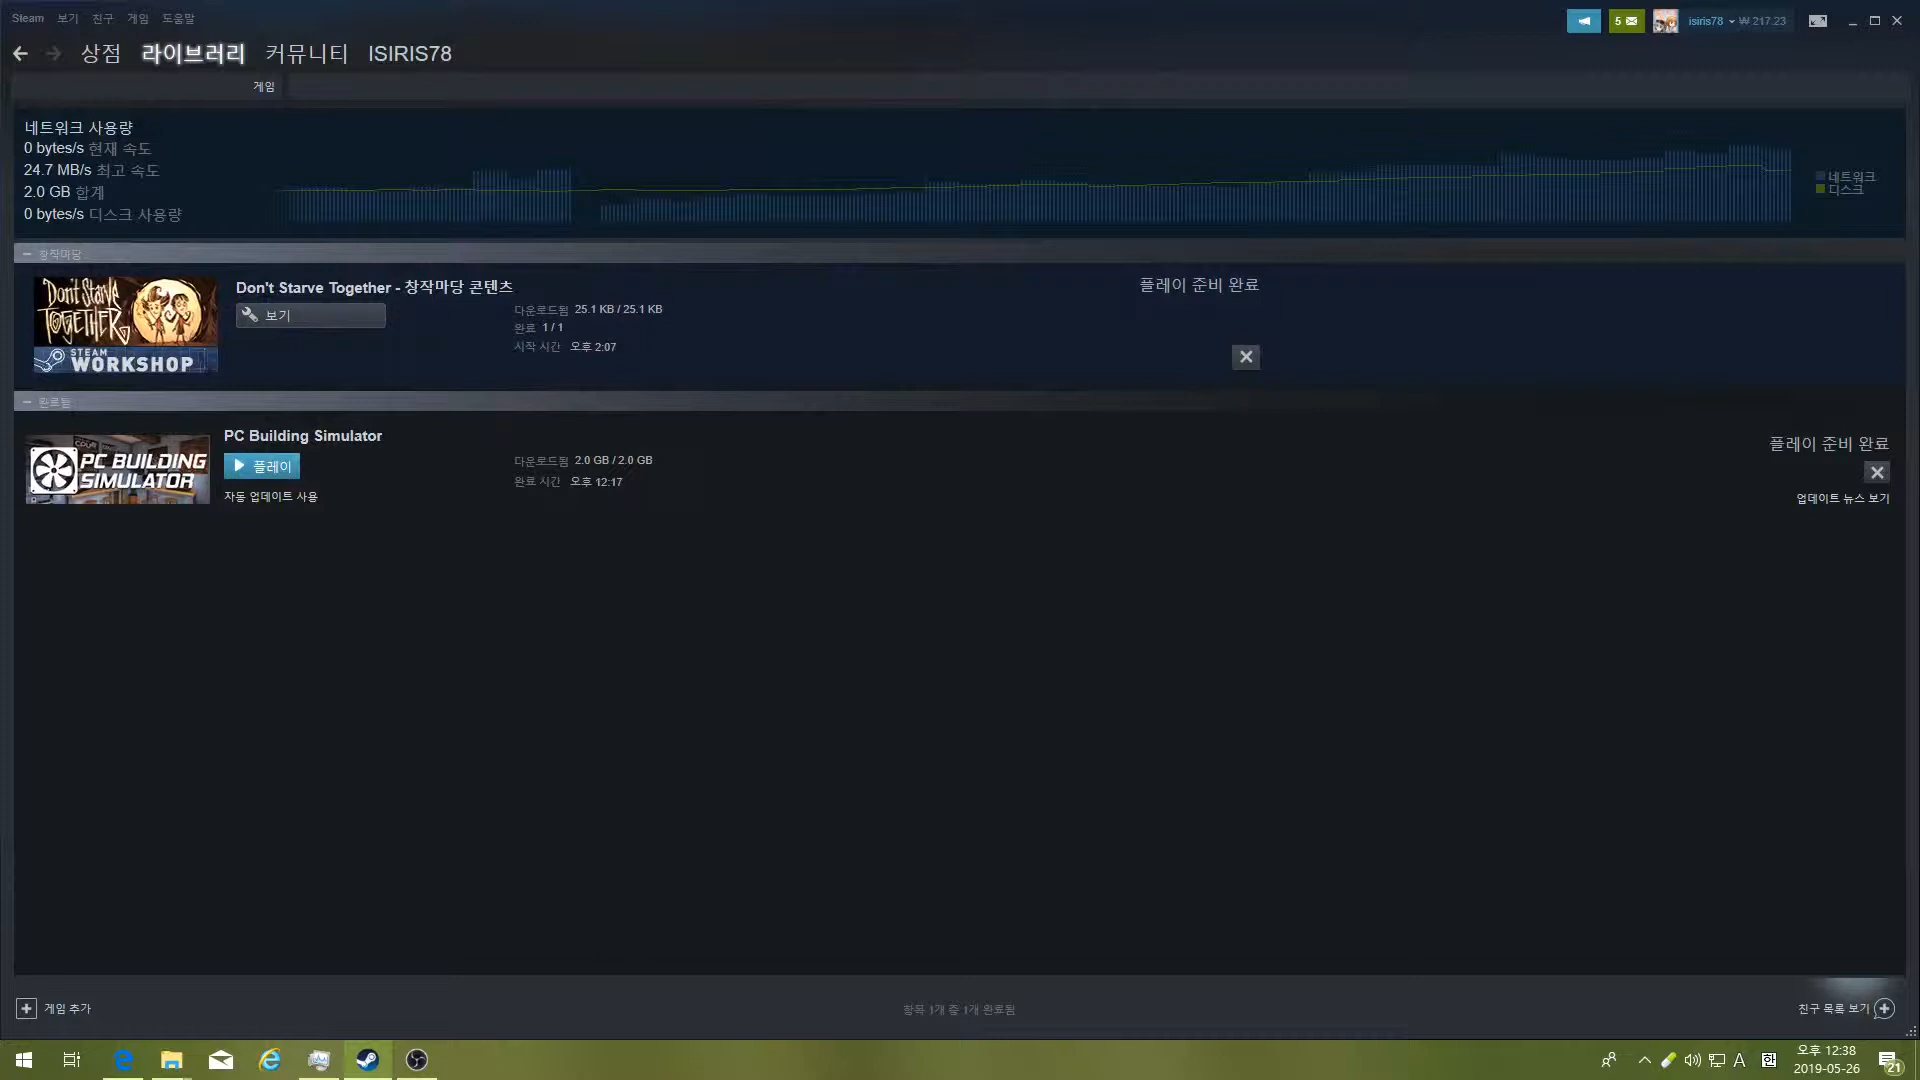 Steam 보기 친구 게임 도움말
5 isiris78 ₩ 217.23
상점 라이브러리 커뮤니티 ISIRIS78
게임
네트워크 사용량
0 bytes/s 현재 속도
24.7 MB/s 최고 속도
2.0 GB 합계
0 bytes/s 디스크 사용량
네트워크
디스크
창작마당
Don't Starve TOGETHER
STEAM WORKSHOP
Don't Starve Together - 창작마당 콘텐츠
보기
다운로드됨 25.1 KB / 25.1 KB
완료 1 / 1
시작 시간 오후 2:07
플레이 준비 완료
완료됨
PC BUILDING
SIMULATOR
PC Building Simulator
플레이
자동 업데이트 사용
다운로드됨 2.0 GB / 2.0 GB
완료 시간 오후 12:17
플레이 준비 완료
업데이트 뉴스 보기
게임 추가
항목 1개 중 1개 완료됨
친구 목록 보기
A 한
오후 12:38
2019-05-26
21